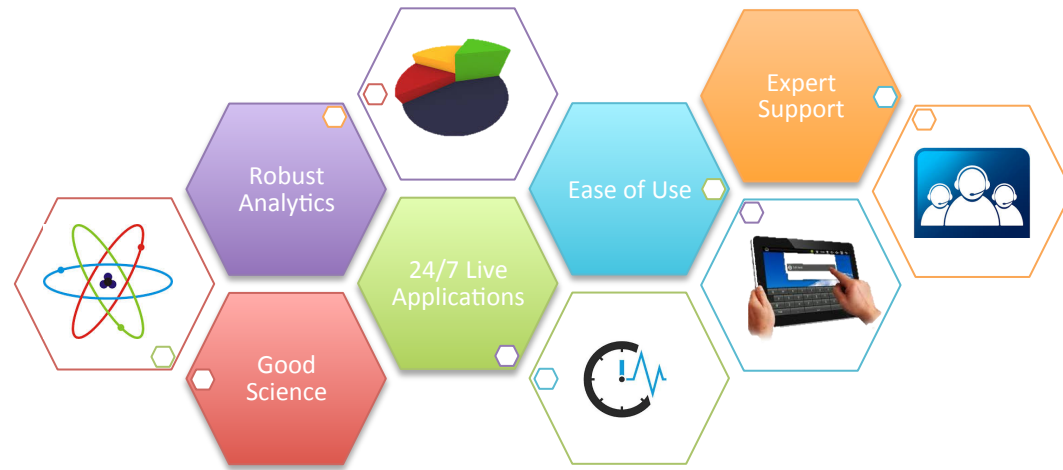 Robust
Analytics
Good
Science
24/7 Live
Applications
Ease of Use
Expert
Support